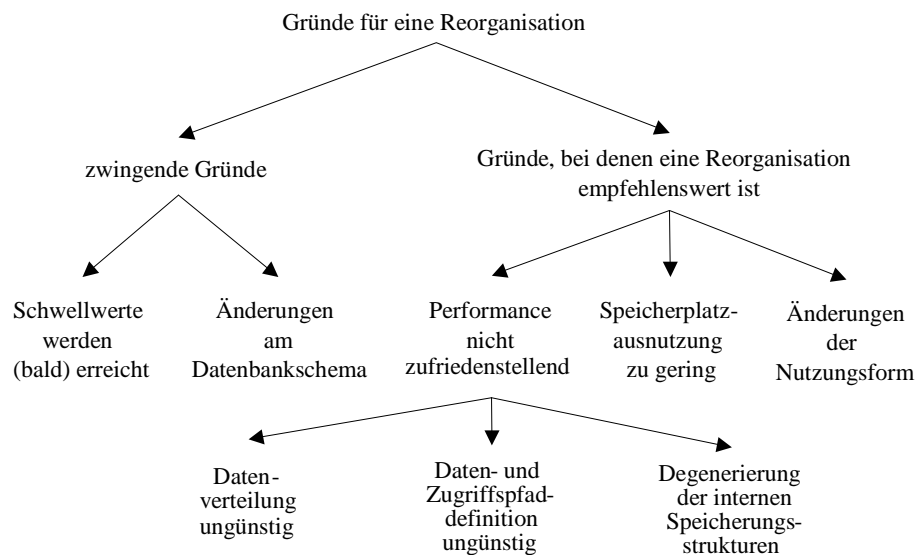 Gründe für eine Reorganisation
zwingende Gründe
Gründe, bei denen eine Reorganisation
empfehlenswert ist
Schwellwerte
werden
(bald) erreicht
Änderungen
am
Datenbankschema
Performance
nicht
zufriedenstellend
Speicherplatz-
ausnutzung
zu gering
Änderungen
der
Nutzungsform
Daten-
verteilung
ungünstig
Daten- und
Zugriffspfad-
definition
ungünstig
Degenerierung
der internen
Speicherungs-
strukturen